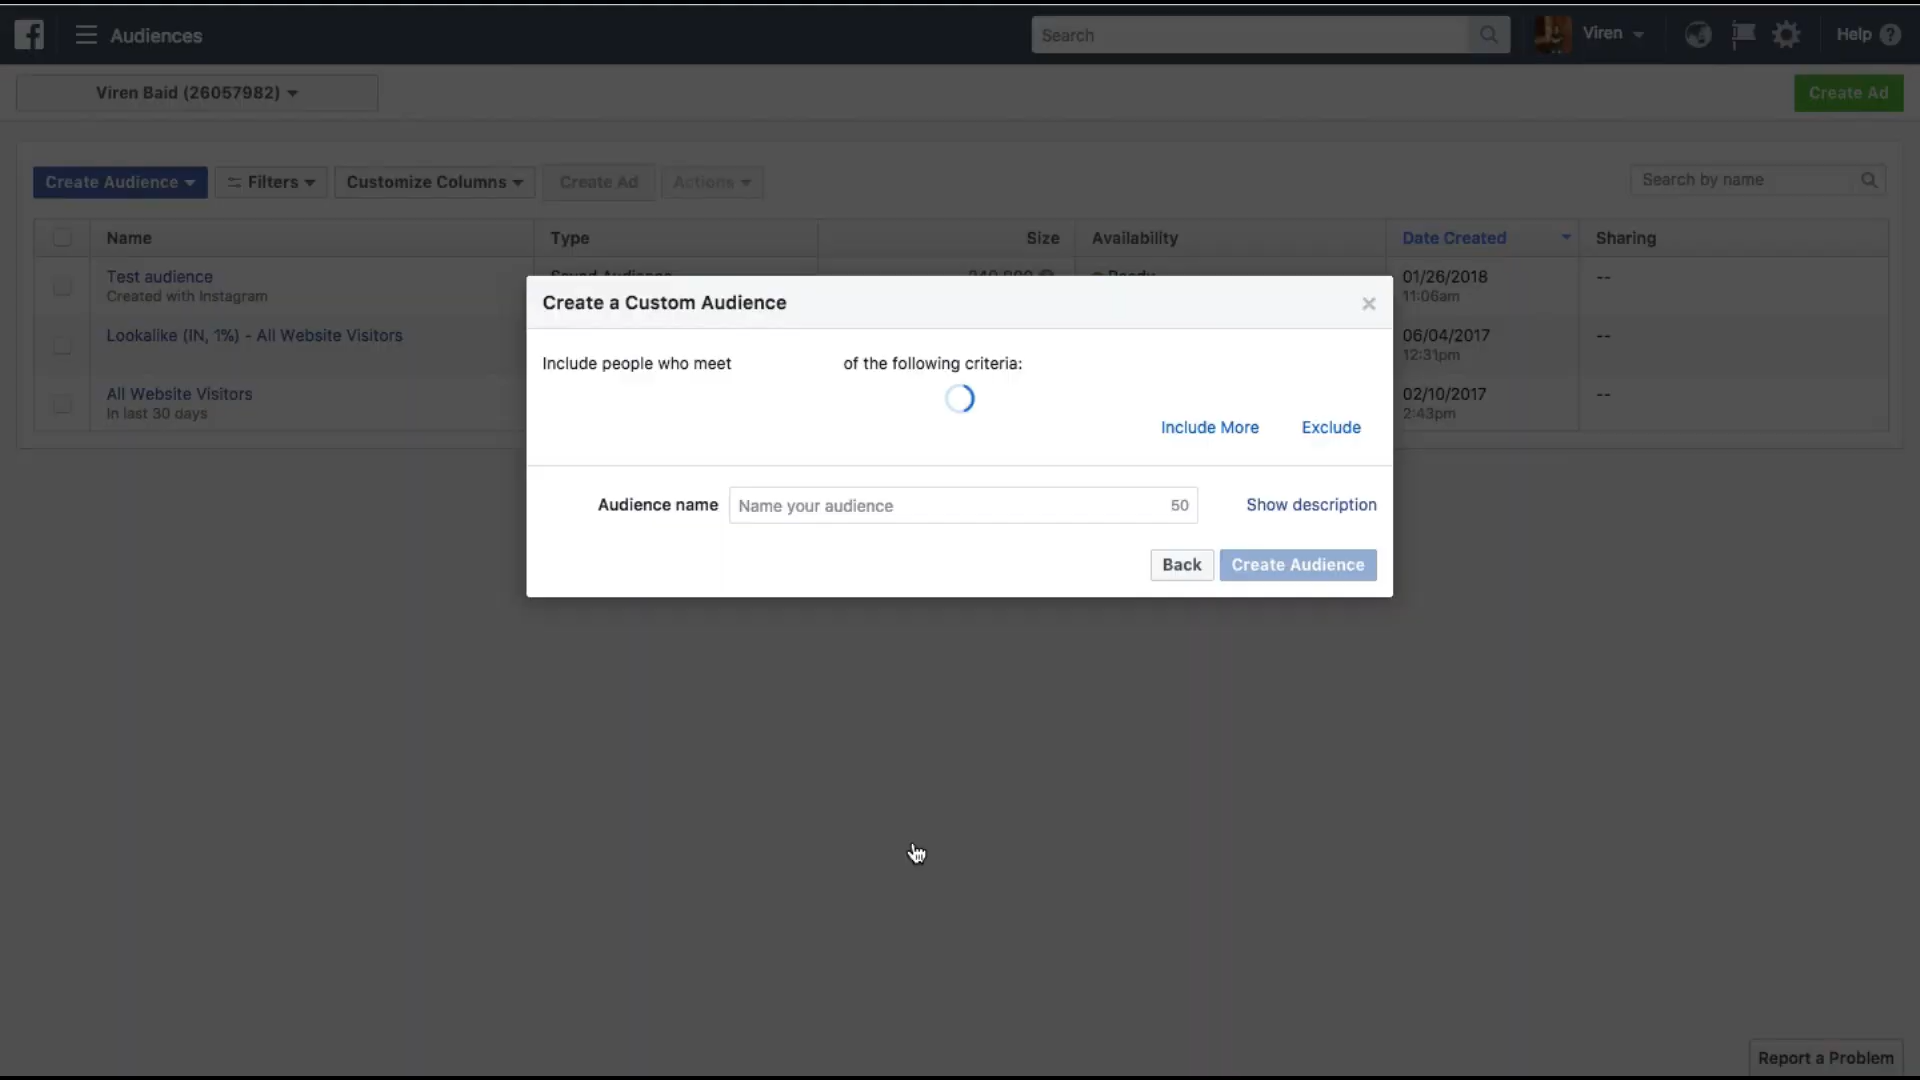 Audiences
Search
Viren
Help
Viren Baid (26057982)
Create Ad
Create Audience
Filters
Customize Columns
Create Ad
Actions
Search by name
Name
Type
Size
Availability
Date Created
Sharing
Test audience
Created with Instagram
01/26/2018
11:06am
--
Lookalike (IN, 1%) - All Website Visitors
06/04/2017
12:31pm
--
All Website Visitors
In last 30 days
02/10/2017
2:43pm
--
Create a Custom Audience
Include people who meet
of the following criteria:
Include More
Exclude
Audience name
Name your audience
50
Show description
Back
Create Audience
Report a Problem